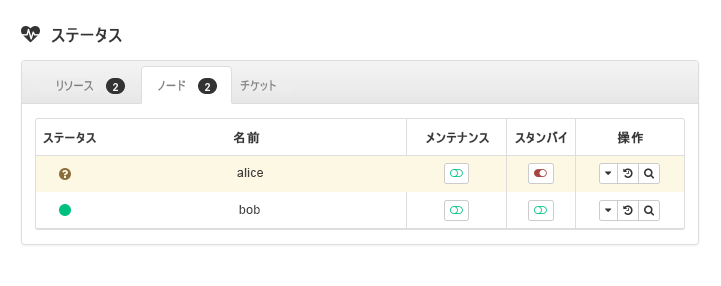 ステータス
リソース 2 ノード 2 チケット
ステータス 名前 メンテナンス スタンバイ 操作
? alice
bob